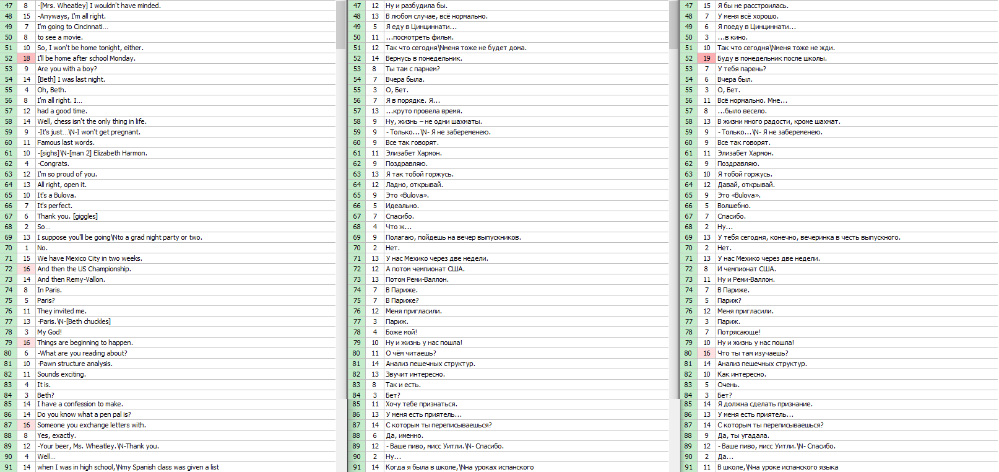 47 8 -[Mrs. Wheatley] I wouldn't have minded. 47 12 Ну и разбудила бы. 47 15 Я бы не расстроилась.
48 15 -Anyways, I'm all right. 48 13 В любом случае, всё нормально. 48 7 У меня всё хорошо.
49 7 I'm going to Cincinnati... 49 5 Я еду в Цинциннати... 49 6 Я поеду в Цинциннати...
50 8 to see a movie. 50 11 ...посмотреть фильм. 50 3 ...в кино.
51 10 So, I won't be home tonight, either. 51 12 Так что сегодня\Nменя тоже не будет дома. 51 10 Так что сегодня\Nменя тоже не жди.
52 18 I'll be home after school Monday. 52 14 Вернусь в понедельник. 52 19 Буду в понедельник после школы.
53 9 Are you with a boy? 53 8 Ты там с парнем? 53 7 У тебя парень?
54 14 [Beth] I was last night. 54 7 Вчера была. 54 6 Вчера был.
55 4 Oh, Beth. 55 3 О, Бет. 55 3 О, Бет.
56 8 I'm all right. I... 56 7 Я в порядке. Я... 56 11 Всё нормально. Мне...
57 12 had a good time. 57 13 ...круто провела время. 57 8 ...было весело.
58 14 Well, chess isn't the only thing in life. 58 9 Ну, жизнь – не одни шахматы. 58 13 В жизни много радости, кроме шахмат.
59 9 -It's just...\N-I won't get pregnant. 59 9 - Только...\N- Я не забеременею. 59 9 - Только...\N- Я не забеременею.
60 11 Famous last words. 60 9 Все так говорят. 60 9 Все так говорят.
61 10 -[sighs]\N-[man 2] Elizabeth Harmon. 61 11 Элизабет Хармон. 61 11 Элизабет Хармон.
62 4 -Congrats. 62 9 Поздравляю. 62 9 Поздравляю.
63 12 I'm so proud of you. 63 13 Я так тобой горжусь. 63 10 Я тобой горжусь.
64 13 All right, open it. 64 12 Ладно, открывай. 64 12 Давай, открывай.
65 10 It's a Bulova. 65 9 Это «Bulova». 65 9 Это «Bulova».
66 7 It's perfect. 66 5 Идеально. 66 5 Волшебно.
67 6 Thank you. [giggles] 67 7 Спасибо. 67 7 Спасибо.
68 2 So... 68 4 Что ж... 68 2 Ну...
69 13 I suppose you'll be going\Nto a grad night party or two. 69 9 Полагаю, пойдешь на вечер выпускников. 69 13 У тебя сегодня, конечно, вечеринка в честь выпускного.
70 1 No. 70 2 Нет. 70 2 Нет.
71 15 We have Mexico City in two weeks. 71 13 У нас Мехико через две недели. 71 13 У нас Мехико через две недели.
72 16 And then the US Championship. 72 12 А потом чемпионат США. 72 8 И чемпионат США.
73 14 And then Remy-Vallon. 73 13 Потом Реми-Валлон. 73 11 Ну и Реми-Валлон.
74 8 In Paris. 74 7 В Париже. 74 7 В Париже.
75 5 Paris? 75 7 В Париже? 75 5 Париж?
76 11 They invited me. 76 12 Меня пригласили. 76 12 Меня пригласили.
77 13 -Paris.\N-[Beth chuckles] 77 3 Париж. 77 3 Париж.
78 3 My God! 78 4 Боже мой! 78 7 Потрясающе!
79 16 Things are beginning to happen. 79 10 Ну и жизнь у нас пошла! 79 10 Ну и жизнь у нас пошла!
80 6 -What are you reading about? 80 11 О чём читаешь? 80 16 Что ты там изучаешь?
81 10 -Pawn structure analysis. 81 14 Анализ пешечных структур. 81 14 Анализ пешечных структур.
82 11 Sounds exciting. 82 13 Звучит интересно. 82 10 Как интересно.
83 4 It is. 83 8 Так и есть. 83 5 Очень.
84 3 Beth? 84 3 Бет? 84 3 Бет?
85 14 I have a confession to make. 85 11 Хочу тебе признаться. 85 14 Я должна сделать признание.
86 14 Do you know what a pen pal is? 86 13 У меня есть приятель... 86 13 У меня есть приятель...
87 16 Someone you exchange letters with. 87 14 С которым ты переписываешься? 87 14 С которым ты переписываешься?
88 8 Yes, exactly. 88 6 Да, именно. 88 9 Да, ты угадала.
89 12 -Your beer, Ms. Wheatley.\N-Thank you. 89 12 - Ваше пиво, мисс Уитли.\N- Спасибо. 89 12 - Ваше пиво, мисс Уитли.\N- Спасибо.
90 4 Well... 90 2 Ну... 90 2 Да...
91 14 when I was in high school,\Nmy Spanish class was given a list 91 14 Когда я была в школе,\Nна уроках испанского 91 11 В школе,\Nна уроке испанского языка